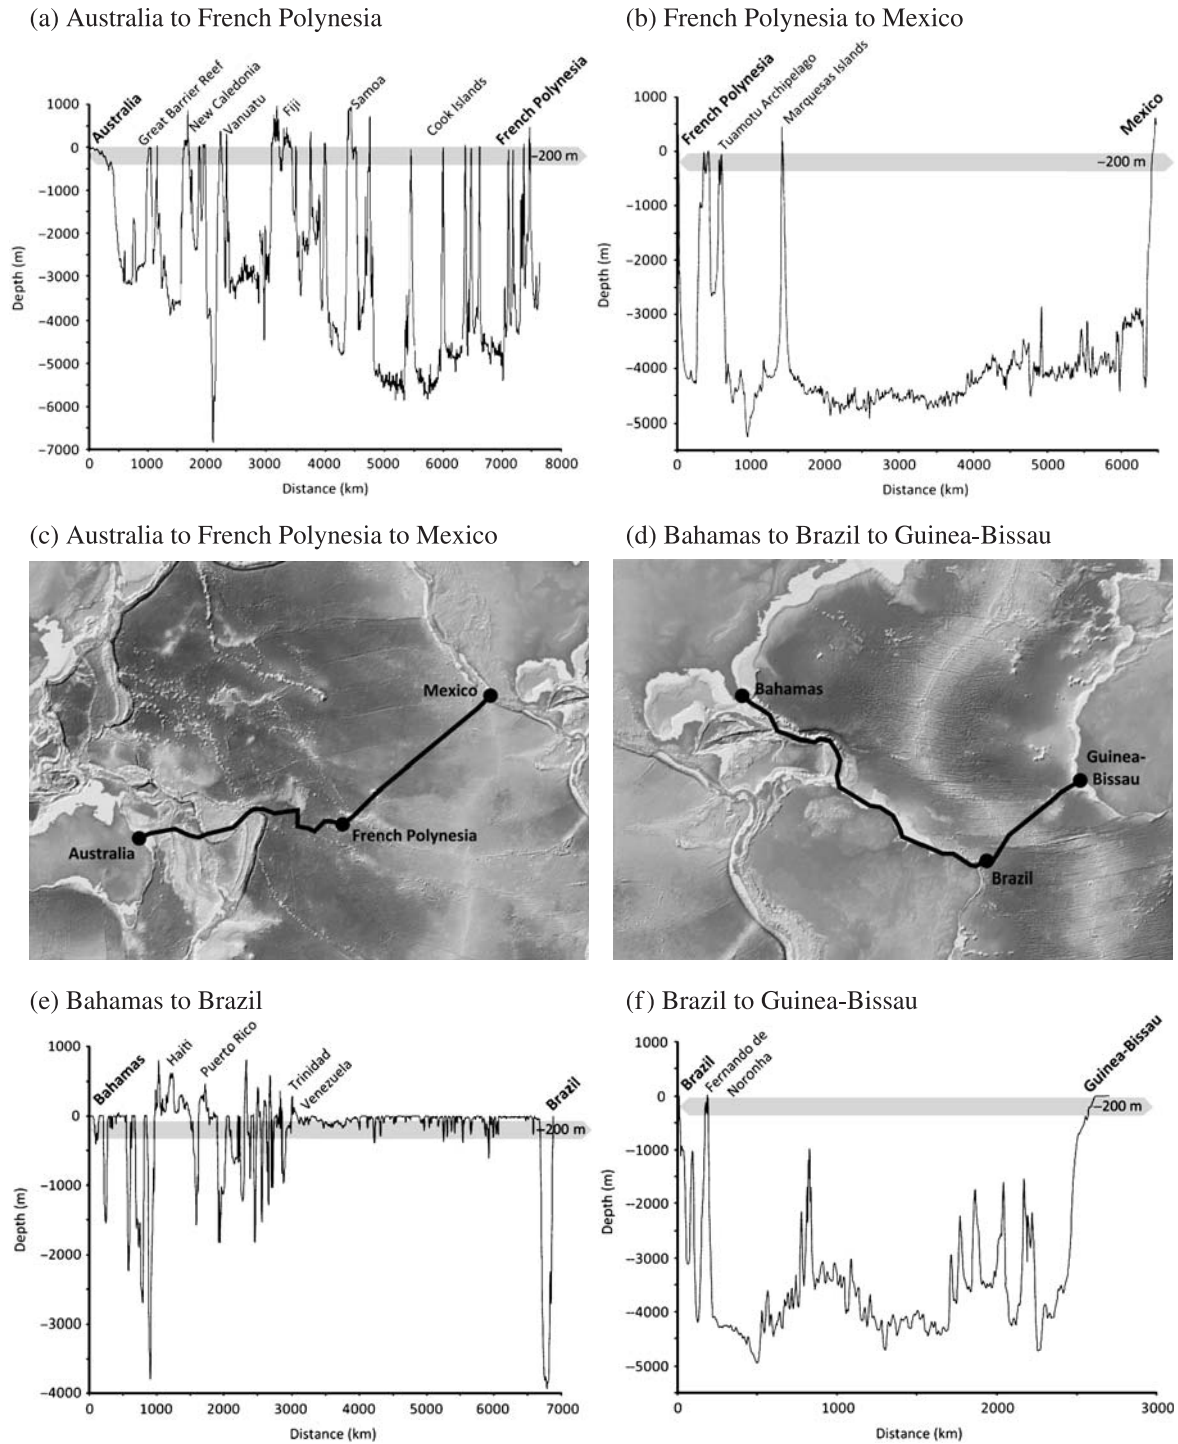 (a) Australia to French Polynesia
Australia
Great Barrier Reef
New Caledonia
Vanuatu
Fiji
Samoa
Cook Islands
French Polynesia
1000
0
−1000
−2000
−3000
−4000
−5000
−6000
−7000
−200 m
Depth (m)
0 1000 2000 3000 4000 5000 6000 7000 8000
Distance (km)
(b) French Polynesia to Mexico
French Polynesia
Tuamotu Archipelago
Marquesas Islands
Mexico
1000
0
−1000
−2000
−3000
−4000
−5000
−200 m
Depth (m)
0 1000 2000 3000 4000 5000 6000
Distance (km)
(c) Australia to French Polynesia to Mexico
Mexico
French Polynesia
Australia
(d) Bahamas to Brazil to Guinea-Bissau
Bahamas
Guinea-
Bissau
Brazil
(e) Bahamas to Brazil
Bahamas
Haiti
Puerto Rico
Trinidad
Venezuela
Brazil
1000
0
−1000
−2000
−3000
−4000
−200 m
Depth (m)
0 1000 2000 3000 4000 5000 6000 7000
Distance (km)
(f) Brazil to Guinea-Bissau
Brazil
Fernando de
Noronha
Guinea-Bissau
1000
0
−1000
−2000
−3000
−4000
−5000
−200 m
Depth (m)
0 1000 2000 3000
Distance (km)